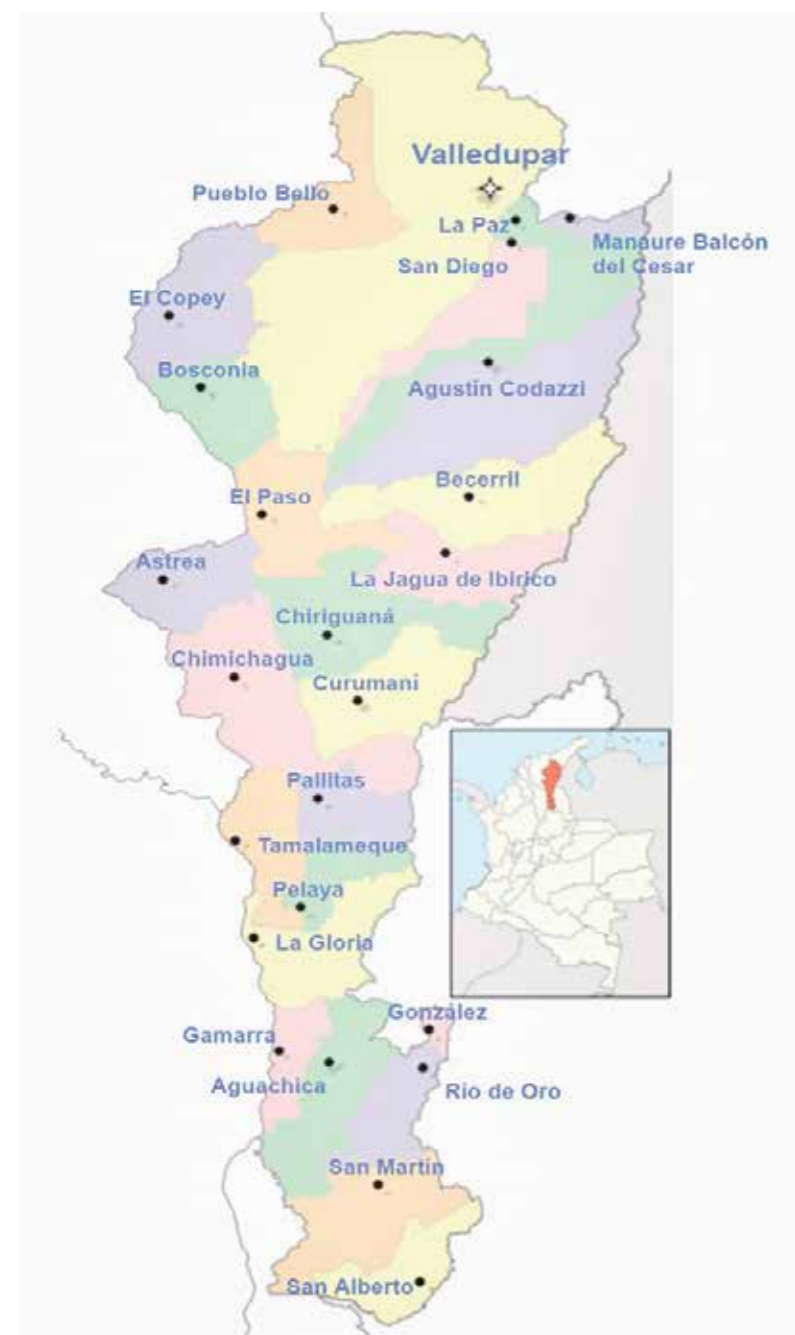 Valledupar
Pueblo Bello
La Paz
Manaure Balcón
del Cesar
San Diego
El Copey
Bosconia
Agustín Codazzi
Becerril
El Paso
Astrea
La Jagua de Ibirico
Chiriguaná
Chimichagua
Curumaní
Pallitas
Tamalameque
Pelaya
La Gloria
González
Gamarra
Aguachica
Río de Oro
San Martín
San Alberto